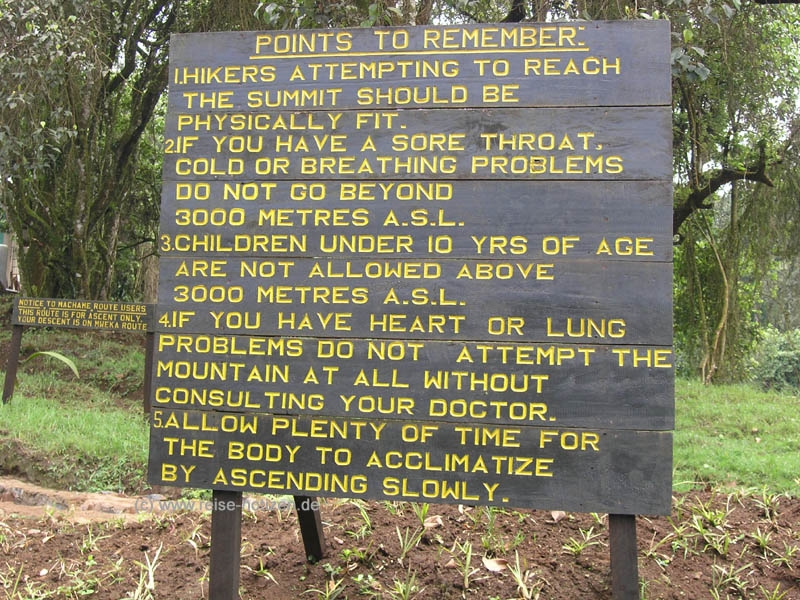 POINTS TO REMEMBER:-
1.HIKERS ATTEMPTING TO REACH
THE SUMMIT SHOULD BE
PHYSICALLY FIT.
2.IF YOU HAVE A SORE THROAT,
COLD OR BREATHING PROBLEMS
DO NOT GO BEYOND
3000 METRES A.S.L.
3.CHILDREN UNDER 10 YRS OF AGE
ARE NOT ALLOWED ABOVE
3000 METRES A.S.L.
4.IF YOU HAVE HEART OR LUNG
PROBLEMS DO NOT ATTEMPT THE
MOUNTAIN AT ALL WITHOUT
CONSULTING YOUR DOCTOR.
5.ALLOW PLENTY OF TIME FOR
THE BODY TO ACCLIMATIZE
BY ASCENDING SLOWLY.
NOTICE TO MACHAME ROUTE USERS
THIS ROUTE IS FOR ASCENT ONLY.
YOUR DESCENT IS ON MWEKA ROUTE
(c) www.reise-notizen.de